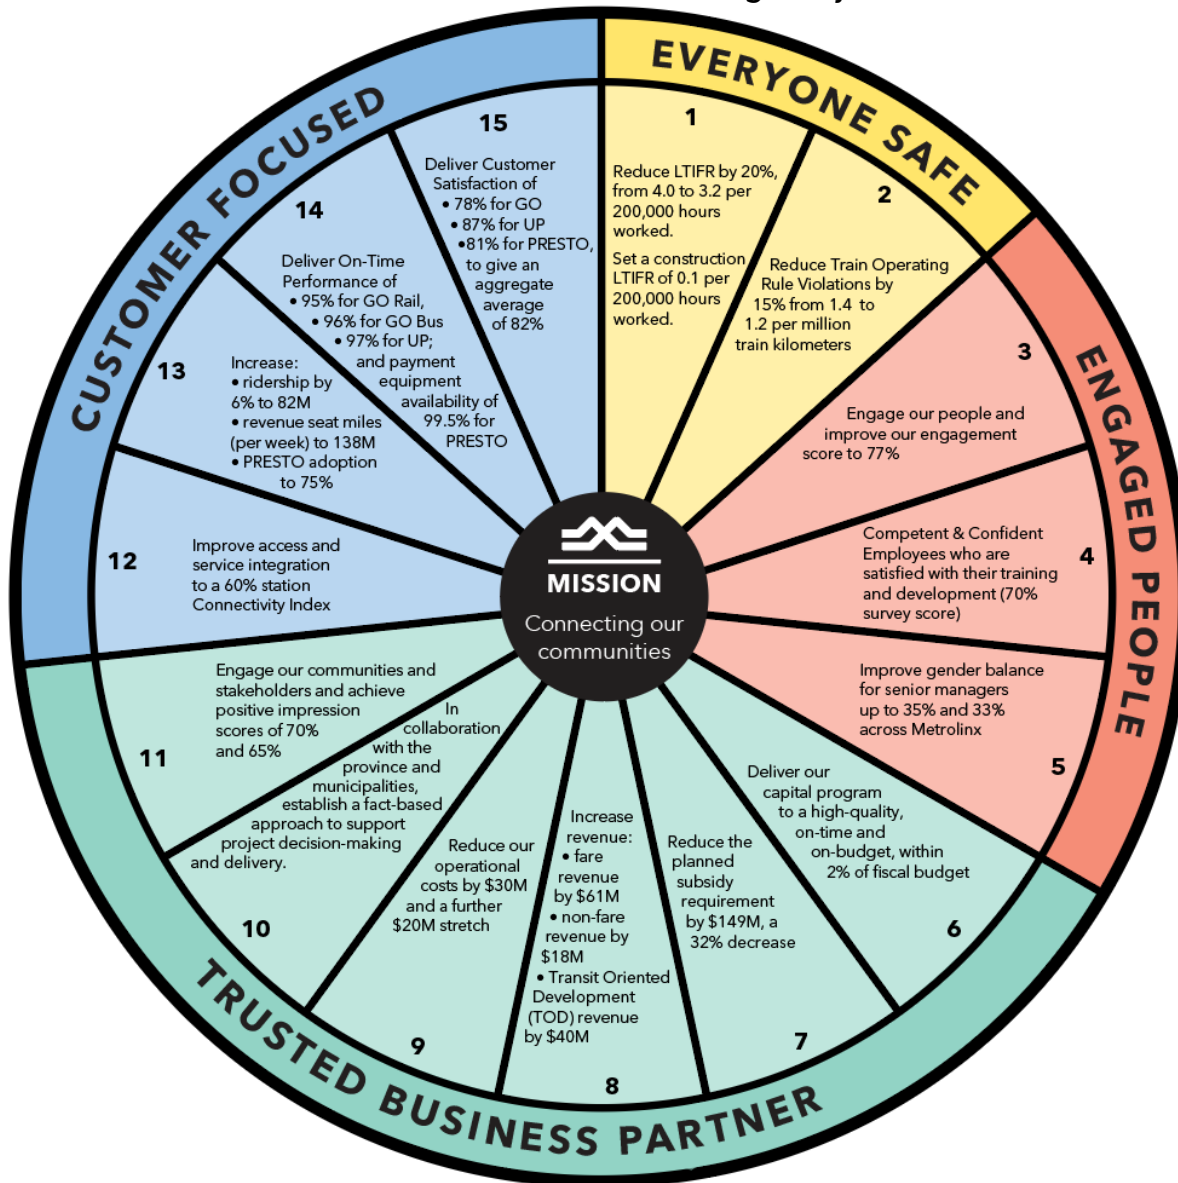 EVERYONE SAFE
1
Reduce LTIFR by 20%,
from 4.0 to 3.2 per
200,000 hours
worked.
Set a construction
LTIFR of 0.1 per
200,000 hours
worked.
2
Reduce Train Operating
Rule Violations by
15% from 1.4 to
1.2 per million
train kilometers
ENGAGED PEOPLE
3
Engage our people and
improve our engagement
score to 77%
4
Competent & Confident
Employees who are
satisfied with their training
and development (70%
survey score)
5
Improve gender balance
for senior managers
up to 35% and 33%
across Metrolinx
TRUSTED BUSINESS PARTNER
6
Deliver our
capital program
to a high-quality,
on-time and
on-budget, within
2% of fiscal budget
7
Reduce the
planned
subsidy
requirement
by $149M, a
32% decrease
8
Increase
revenue:
• fare
revenue
by $61M
• non-fare
revenue by
$18M
• Transit Oriented
Development
(TOD) revenue
by $40M
9
Reduce our
operational
costs by $30M
and a further
$20M stretch
10
In
collaboration
with the
province and
municipalities,
establish a fact-based
approach to support
project decision-making
and delivery.
11
Engage our communities and
stakeholders and achieve
positive impression
scores of 70%
and 65%
CUSTOMER FOCUSED
12
Improve access and
service integration
to a 60% station
Connectivity Index
13
Increase:
• ridership by
6% to 82M
• revenue seat miles
(per week) to 138M
• PRESTO adoption
to 75%
14
Deliver On-Time
Performance of
• 95% for GO Rail,
• 96% for GO Bus
• 97% for UP;
and payment
equipment
availability of
99.5% for
PRESTO
15
Deliver Customer
Satisfaction of
• 78% for GO
• 87% for UP
•81% for PRESTO,
to give an
aggregate
average
of 82%
MISSION
Connecting our
communities